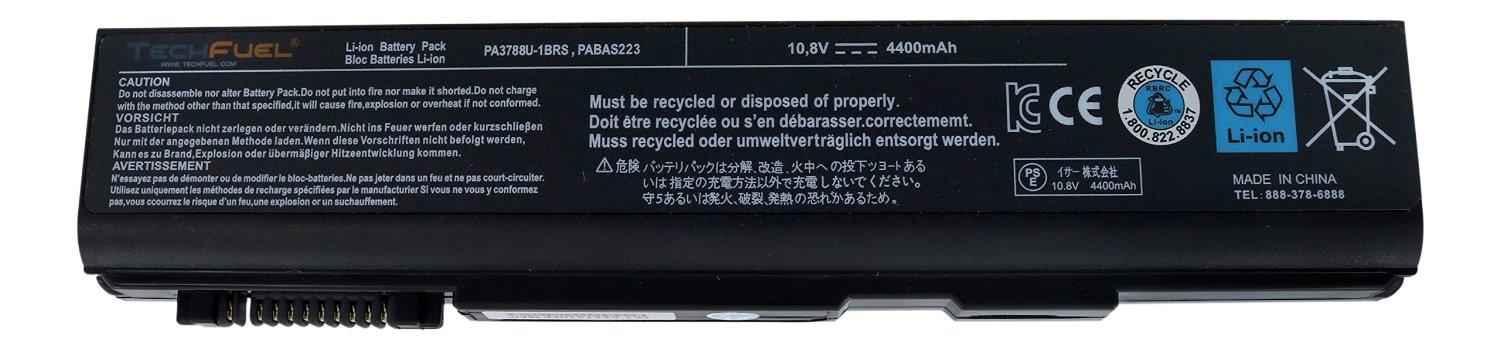 TECHFUEL®
WWW.TECHFUEL.COM
Li-ion Battery Pack
Bloc Batteries Li-ion
PA3788U-1BRS , PABAS223
10,8V 4400mAh
CAUTION
Do not disassemble nor alter Battery Pack.Do not put into fire nor make it shorted.Do not charge
with the method other than that specified,it will cause fire,explosion or overheat if not conformed.
VORSICHT
Das Batteriepack nicht zerlegen oder verändern.Nicht ins Feuer werfen oder kurzschließen
Nur mit der angegebenen Methode laden.Wenn diese Vorschrift nicht befolgt werden,
Kann es zu Brand,Explosion oder übermäßiger Hitzeentwicklung kommen.
AVERTISSEMENT
N'essayez pas de démonter ou de modifier le bloc-batteries.Ne pas jeter dans un feu et ne pas court-circuiter.
Utilisez uniquement les méthodes de recharge spécifiées par le manufacturier Si vous ne vous y conformez
pas,vous ccourrez le risque d'un feu,une explosion or un suchauffement.
Must be recycled or disposed of properly.
Doit être recyclée ou s'en débarasser.correctememt.
Muss recycled oder umweltverträglich entsorgt werden.
⚠危険 バッテリパックは分解、改造、火中への投下ッヨートある
いは指定の充電方法以外で充電しないでください。
守5あるいは発火、破裂、発熱の恐れかあるため。
CE
RECYCLE
RBRC
Li-ion
1.800.822.8837
Li-ion
PS
E
イサー 株式会社
10.8V 4400mAh
MADE IN CHINA
TEL: 888-378-6888